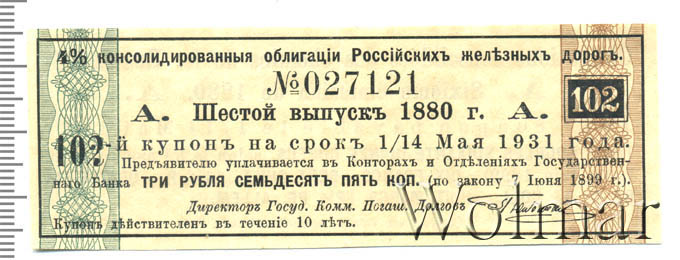 4% консолидированныя облигаціи Россійскихъ желѣзныхъ дорогъ.
№027121
А. Шестой выпускъ 1880 г. А. 102
102-й купонъ на срокъ 1/14 Мая 1931 года.
Предъявителю уплачивается въ Конторахъ и Отдѣленіяхъ Государствен-
наго Банка ТРИ РУБЛЯ СЕМЬДЕСЯТЪ ПЯТЬ КОП. (по закону 7 Іюня 1899 г.).
Директоръ Госуд. Комм. Погаш. Долговъ
Купонъ дѣйствителенъ въ теченіе 10 лѣтъ.
Wolmar